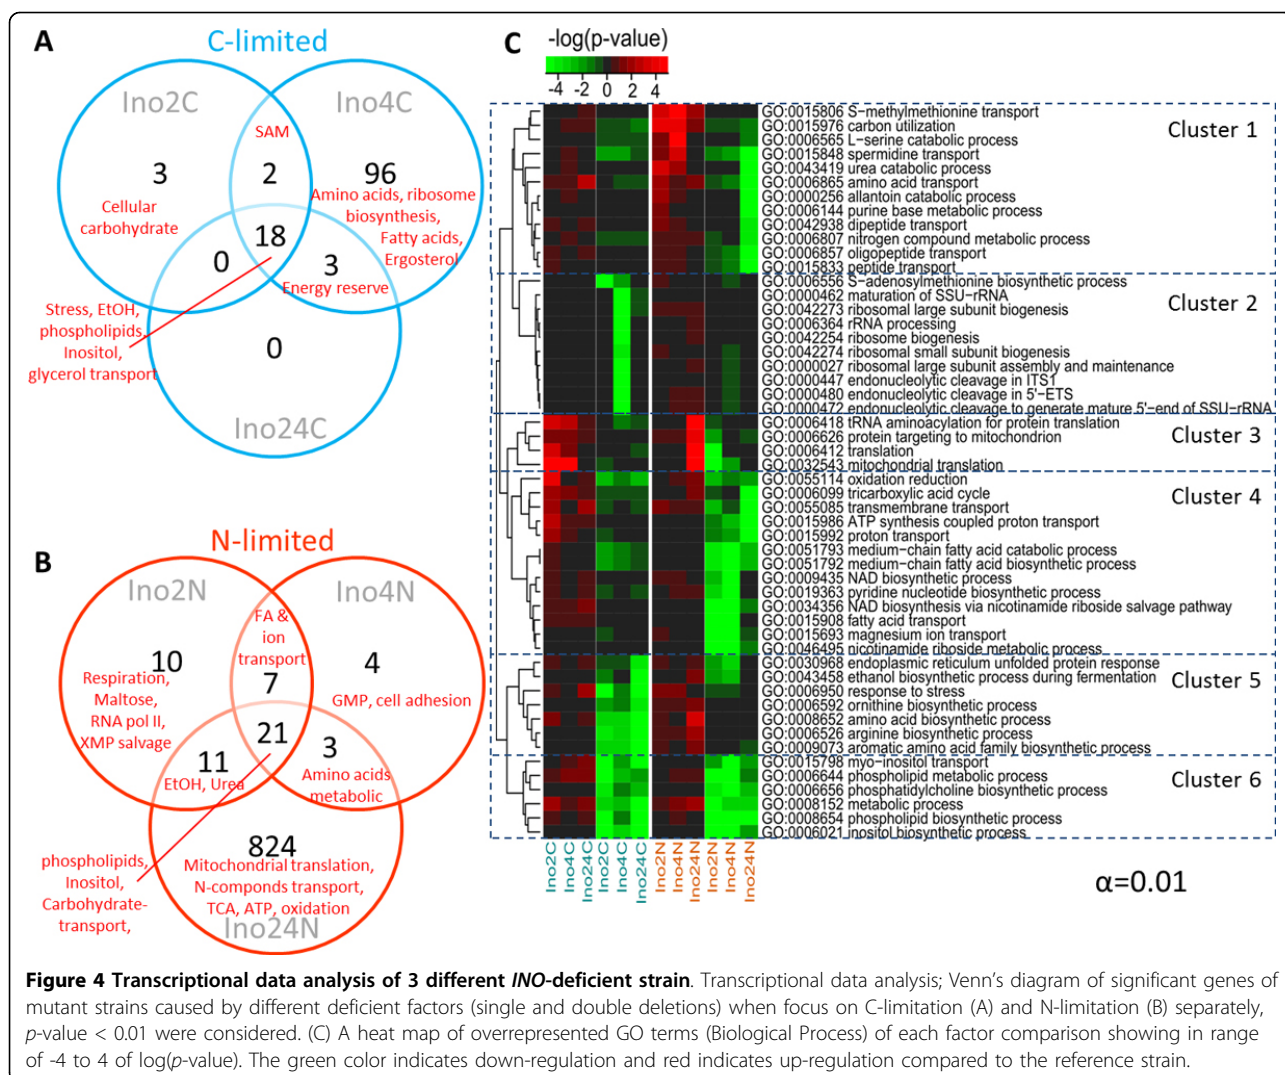 A
C-limited
Ino2C
Ino4C
SAM
3
2
96
Cellular
carbohydrate
Amino acids, ribosome
biosynthesis,
Fatty acids,
Ergosterol
18
0
3
Energy reserve
Stress, EtOH,
phospholipids,
Inositol,
glycerol transport
0
Ino24C
B
N-limited
Ino2N
Ino4N
FA &
ion
transport
10
7
4
Respiration,
Maltose,
RNA pol II,
XMP salvage
GMP, cell adhesion
21
11
3
EtOH, Urea
Amino acids
metabolic
824
phospholipids,
Inositol,
Carbohydrate-
transport,
Mitochondrial translation,
N-componds transport,
TCA, ATP, oxidation
Ino24N
C
-log(p-value)
-4 -2 0 2 4
GO:0015806 S−methylmethionine transport
GO:0015976 carbon utilization
GO:0006565 L−serine catabolic process
GO:0015848 spermidine transport
GO:0043419 urea catabolic process
GO:0006865 amino acid transport
GO:0000256 allantoin catabolic process
GO:0006144 purine base metabolic process
GO:0042938 dipeptide transport
GO:0006807 nitrogen compound metabolic process
GO:0006857 oligopeptide transport
GO:0015833 peptide transport
Cluster 1
GO:0006556 S−adenosylmethionine biosynthetic process
GO:0000462 maturation of SSU−rRNA
GO:0042273 ribosomal large subunit biogenesis
GO:0006364 rRNA processing
GO:0042254 ribosome biogenesis
GO:0042274 ribosomal small subunit biogenesis
GO:0000027 ribosomal large subunit assembly and maintenance
GO:0000447 endonucleolytic cleavage in ITS1
GO:0000480 endonucleolytic cleavage in 5'−ETS
GO:0000472 endonucleolytic cleavage to generate mature 5'−end of SSU−rRNA
Cluster 2
GO:0006418 tRNA aminoacylation for protein translation
GO:0006626 protein targeting to mitochondrion
GO:0006412 translation
GO:0032543 mitochondrial translation
Cluster 3
GO:0055114 oxidation reduction
GO:0006099 tricarboxylic acid cycle
GO:0055085 transmembrane transport
GO:0015986 ATP synthesis coupled proton transport
GO:0015992 proton transport
GO:0051793 medium−chain fatty acid catabolic process
GO:0051792 medium−chain fatty acid biosynthetic process
GO:0009435 NAD biosynthetic process
GO:0019363 pyridine nucleotide biosynthetic process
GO:0034356 NAD biosynthesis via nicotinamide riboside salvage pathway
GO:0015908 fatty acid transport
GO:0015693 magnesium ion transport
GO:0046495 nicotinamide riboside metabolic process
Cluster 4
GO:0030968 endoplasmic reticulum unfolded protein response
GO:0043458 ethanol biosynthetic process during fermentation
GO:0006950 response to stress
GO:0006592 ornithine biosynthetic process
GO:0008652 amino acid biosynthetic process
GO:0006526 arginine biosynthetic process
GO:0009073 aromatic amino acid family biosynthetic process
Cluster 5
GO:0015798 myo−inositol transport
GO:0006644 phospholipid metabolic process
GO:0006656 phosphatidylcholine biosynthetic process
GO:0008152 metabolic process
GO:0008654 phospholipid biosynthetic process
GO:0006021 inositol biosynthetic process
Cluster 6
Ino2C
Ino4C
Ino24C
Ino2C
Ino4C
Ino24C
Ino2N
Ino4N
Ino24N
Ino2N
Ino4N
Ino24N
α=0.01
Figure 4 Transcriptional data analysis of 3 different INO-deficient strain. Transcriptional data analysis; Venn's diagram of significant genes of
mutant strains caused by different deficient factors (single and double deletions) when focus on C-limitation (A) and N-limitation (B) separately,
p-value < 0.01 were considered. (C) A heat map of overrepresented GO terms (Biological Process) of each factor comparison showing in range
of -4 to 4 of log(p-value). The green color indicates down-regulation and red indicates up-regulation compared to the reference strain.